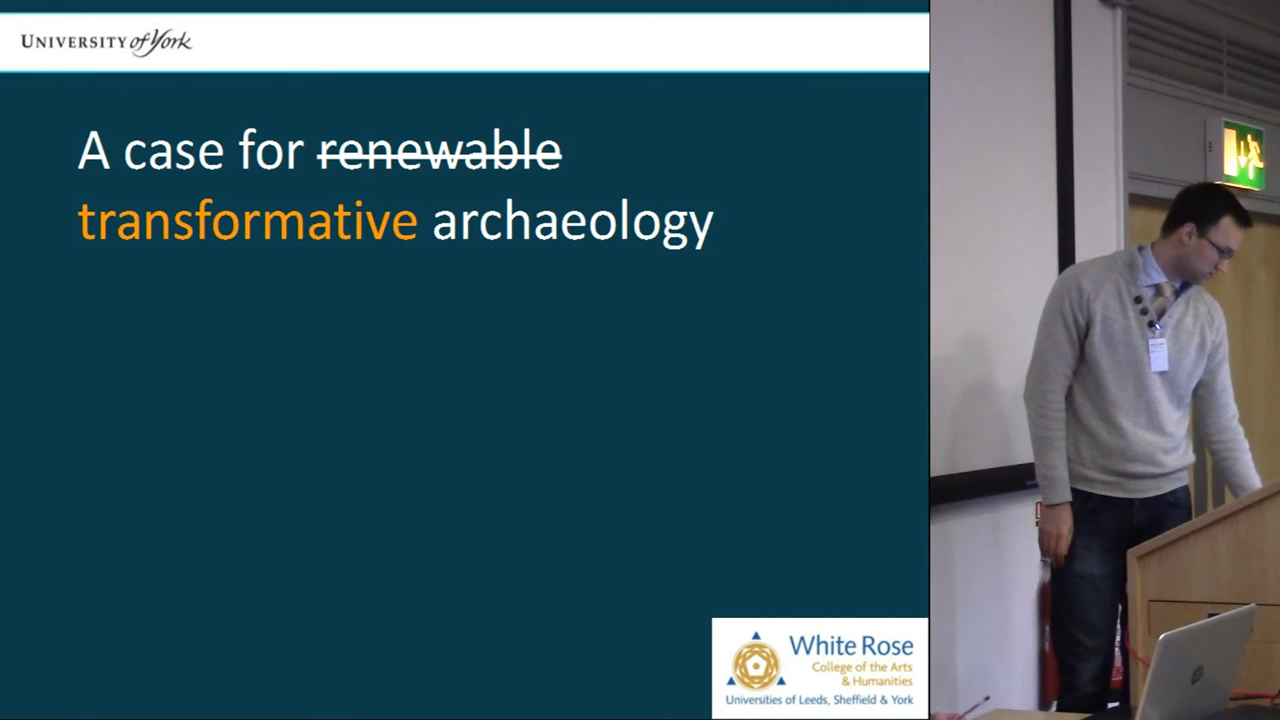 UNIVERSITY of York
A case for renewable
transformative archaeology
White Rose
College of the Arts
& Humanities
Universities of Leeds, Sheffield & York